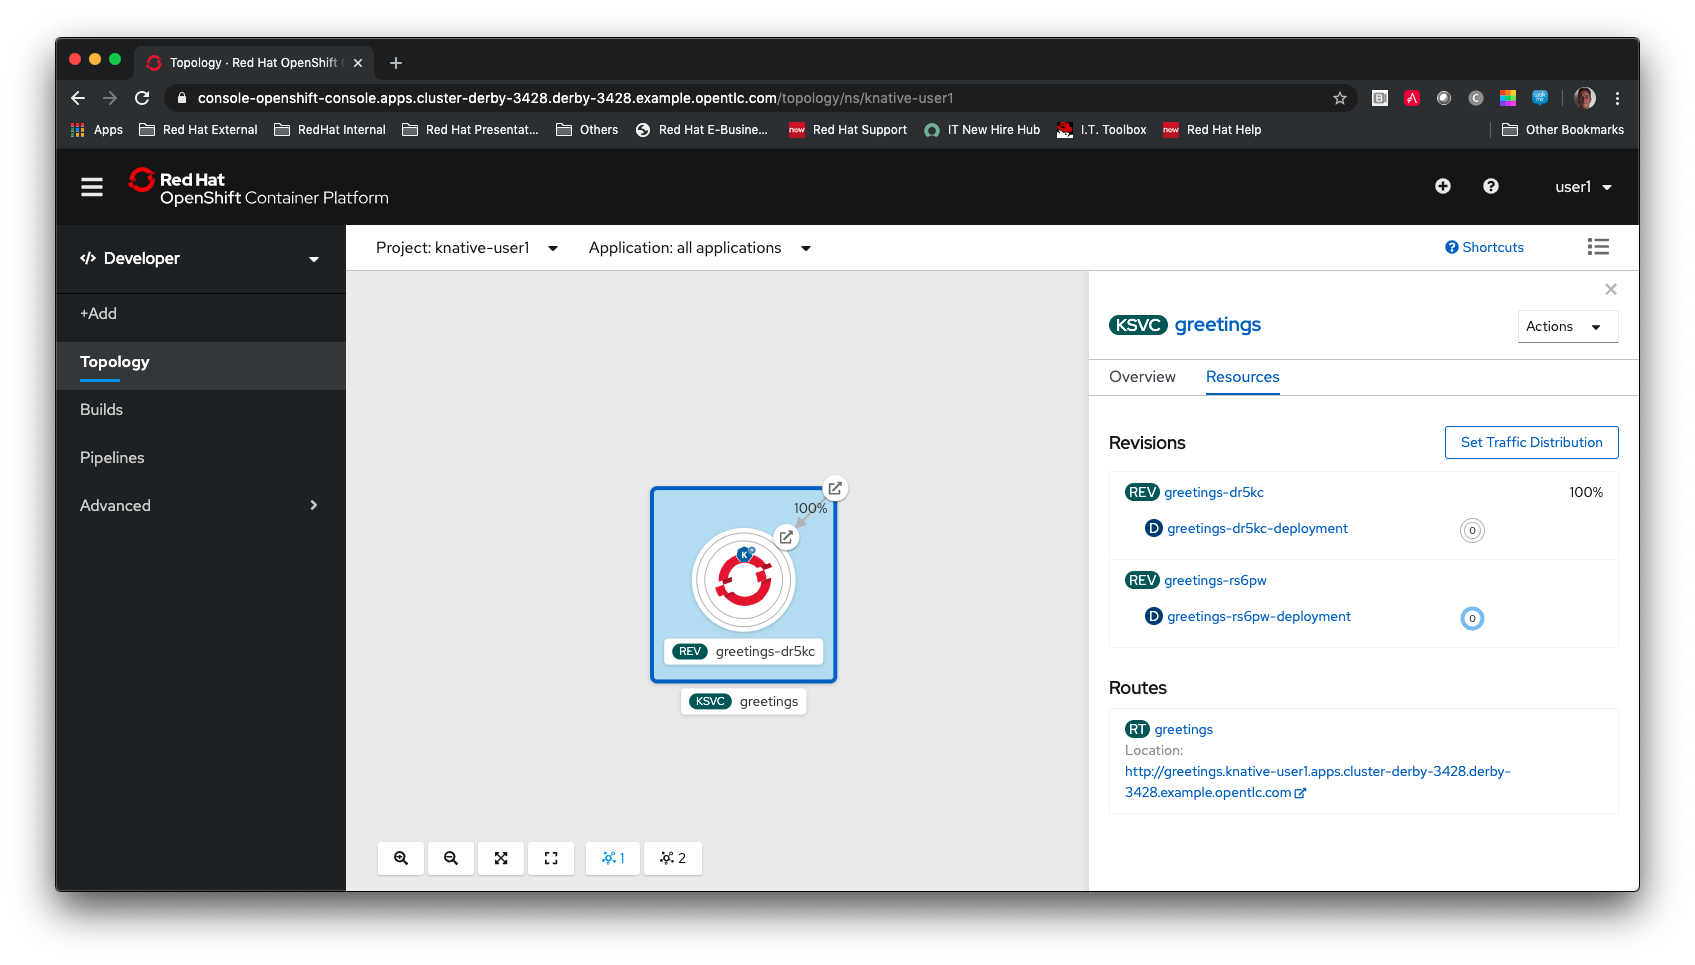 Topology · Red Hat OpenShift
console-openshift-console.apps.cluster-derby-3428.derby-3428.example.opentlc.com/topology/ns/knative-user1
Apps Red Hat External RedHat Internal Red Hat Presentat... Others Red Hat E-Busine... now Red Hat Support IT New Hire Hub I.T. Toolbox now Red Hat Help Other Bookmarks
Red Hat
OpenShift Container Platform
user1
Developer
Project: knative-user1 Application: all applications Shortcuts
+Add
Topology
Builds
Pipelines
Advanced
100%
K
REV greetings-dr5kc
KSVC greetings
1 2
KSVC greetings
Actions
Overview Resources
Revisions Set Traffic Distribution
REV greetings-dr5kc 100%
D greetings-dr5kc-deployment 0
REV greetings-rs6pw
D greetings-rs6pw-deployment 0
Routes
RT greetings
Location:
http://greetings.knative-user1.apps.cluster-derby-3428.derby-
3428.example.opentlc.com